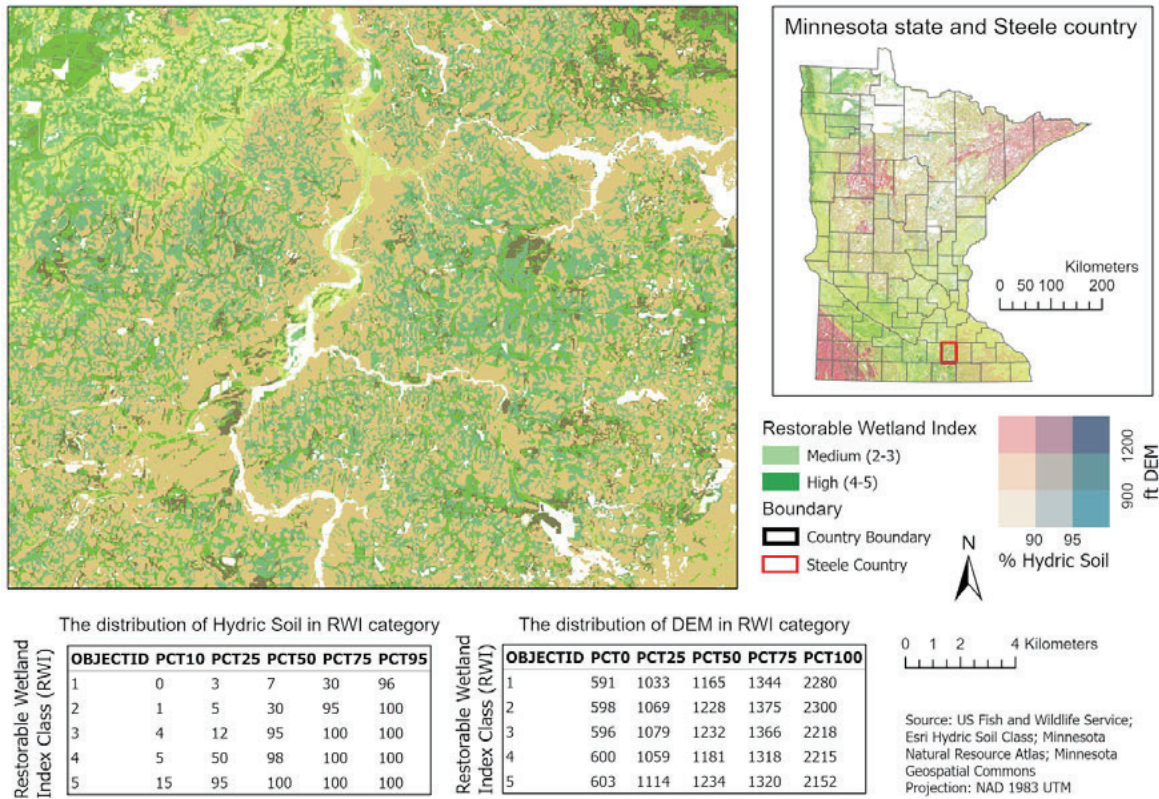 Minnesota state and Steele country
Kilometers
0 50 100 200
Restorable Wetland Index
Medium (2-3)
High (4-5)
Boundary
Country Boundary
Steele Country
1200
900
ft DEM
90 95
% Hydric Soil
N
The distribution of Hydric Soil in RWI category
Restorable Wetland
Index Class (RWI)
OBJECTID PCT10 PCT25 PCT50 PCT75 PCT95
1 0 3 7 30 96
2 1 5 30 95 100
3 4 12 95 100 100
4 5 50 98 100 100
5 15 95 100 100 100
The distribution of DEM in RWI category
Restorable Wetland
Index Class (RWI)
OBJECTID PCT0 PCT25 PCT50 PCT75 PCT100
1 591 1033 1165 1344 2280
2 598 1069 1228 1375 2300
3 596 1079 1232 1366 2218
4 600 1059 1181 1318 2215
5 603 1114 1234 1320 2152
0 1 2 4 Kilometers
Source: US Fish and Wildlife Service;
Esri Hydric Soil Class; Minnesota
Natural Resource Atlas; Minnesota
Geospatial Commons
Projection: NAD 1983 UTM